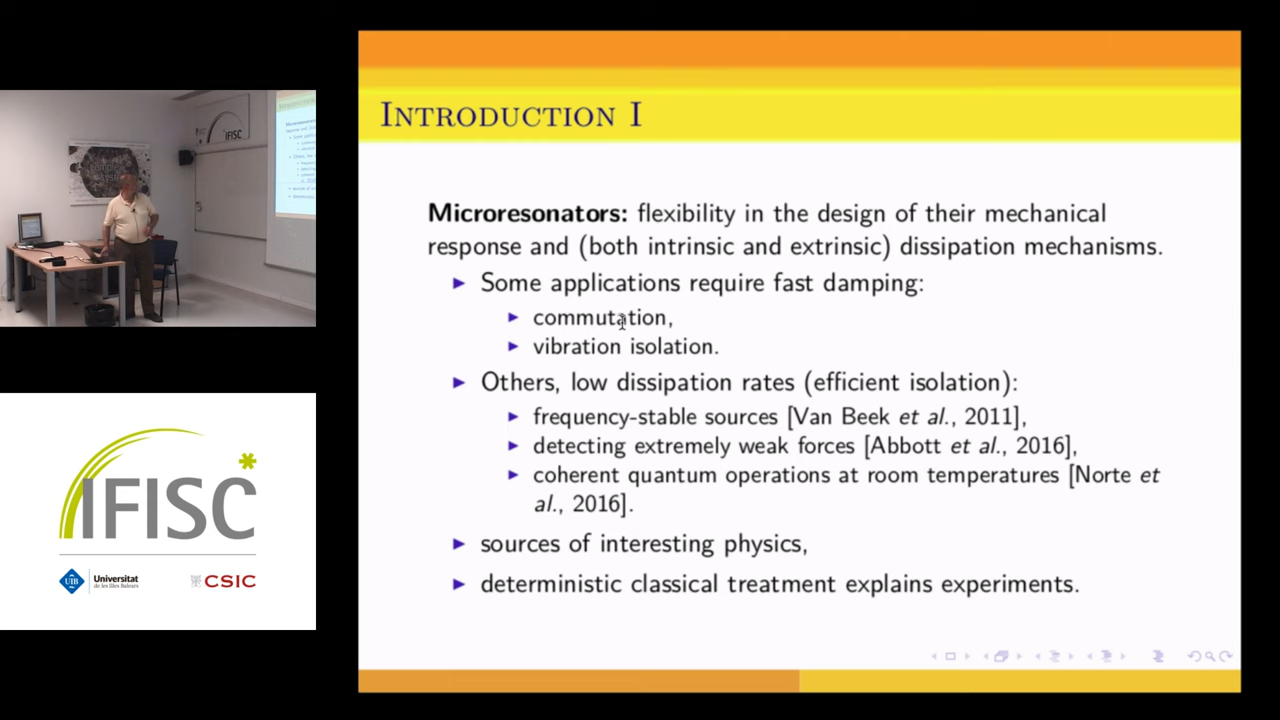 INTRODUCTION I
Microresonators: flexibility in the design of their mechanical
response and (both intrinsic and extrinsic) dissipation mechanisms.
Some applications require fast damping:
commutation,
vibration isolation.
Others, low dissipation rates (efficient isolation):
frequency-stable sources [Van Beek et al., 2011],
detecting extremely weak forces [Abbott et al., 2016],
coherent quantum operations at room temperatures [Norte et
al., 2016].
sources of interesting physics,
deterministic classical treatment explains experiments.
IFISC
IFISC
UIB
Universitat
de les Illes Balears
CSIC